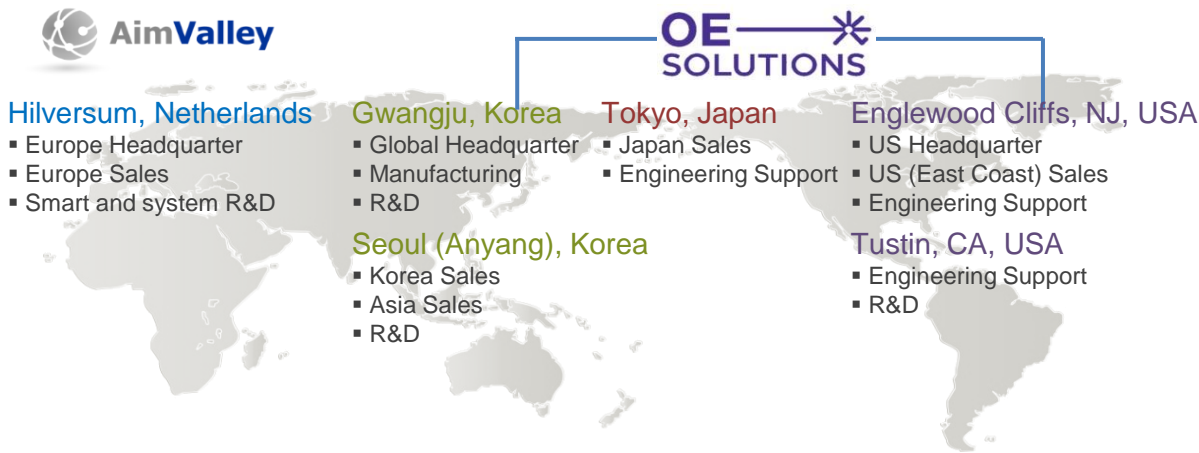 AimValley
OE
SOLUTIONS
Hilversum, Netherlands
▪ Europe Headquarter
▪ Europe Sales
▪ Smart and system R&D
Gwangju, Korea
▪ Global Headquarter
▪ Manufacturing
▪ R&D
Seoul (Anyang), Korea
▪ Korea Sales
▪ Asia Sales
▪ R&D
Tokyo, Japan
▪ Japan Sales
▪ Engineering Support
Englewood Cliffs, NJ, USA
▪ US Headquarter
▪ US (East Coast) Sales
▪ Engineering Support
Tustin, CA, USA
▪ Engineering Support
▪ R&D